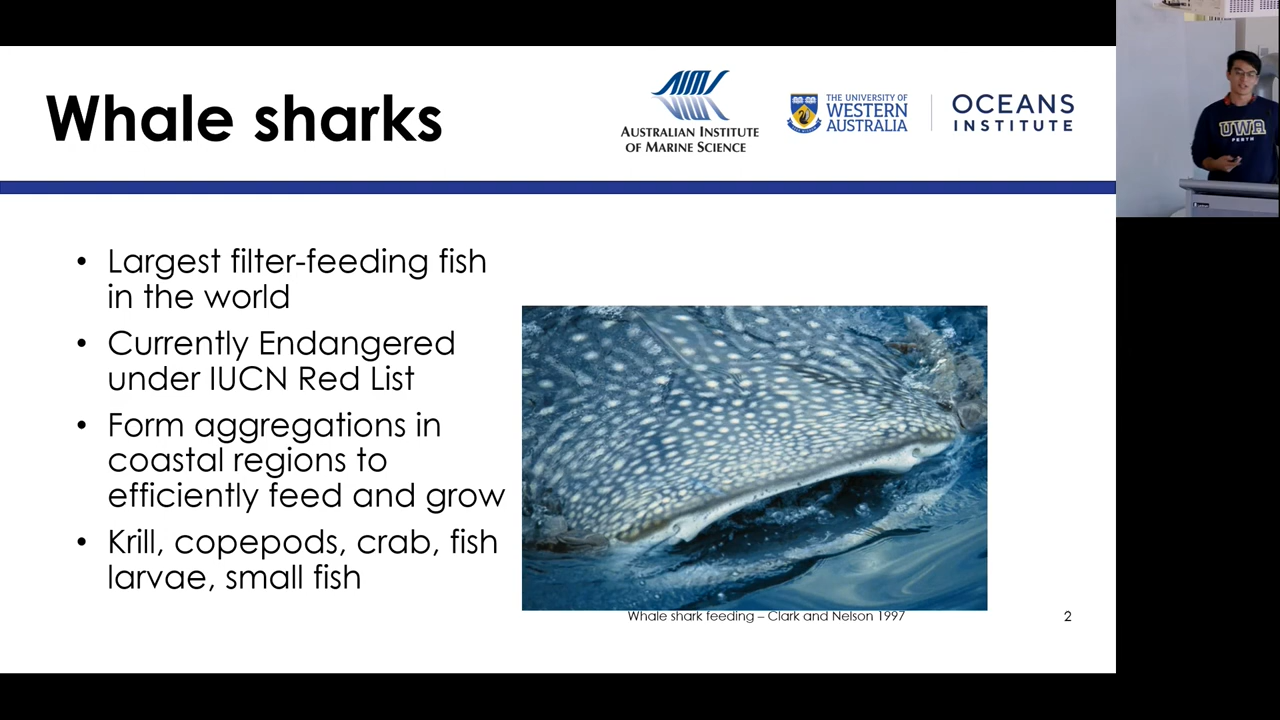 Whale sharks
AIMS
AUSTRALIAN INSTITUTE
OF MARINE SCIENCE
THE UNIVERSITY OF
WESTERN
AUSTRALIA
OCEANS
INSTITUTE
UWA
PERTH
• Largest filter-feeding fish
in the world
• Currently Endangered
under IUCN Red List
• Form aggregations in
coastal regions to
efficiently feed and grow
• Krill, copepods, crab, fish
larvae, small fish
Whale shark feeding – Clark and Nelson 1997
2